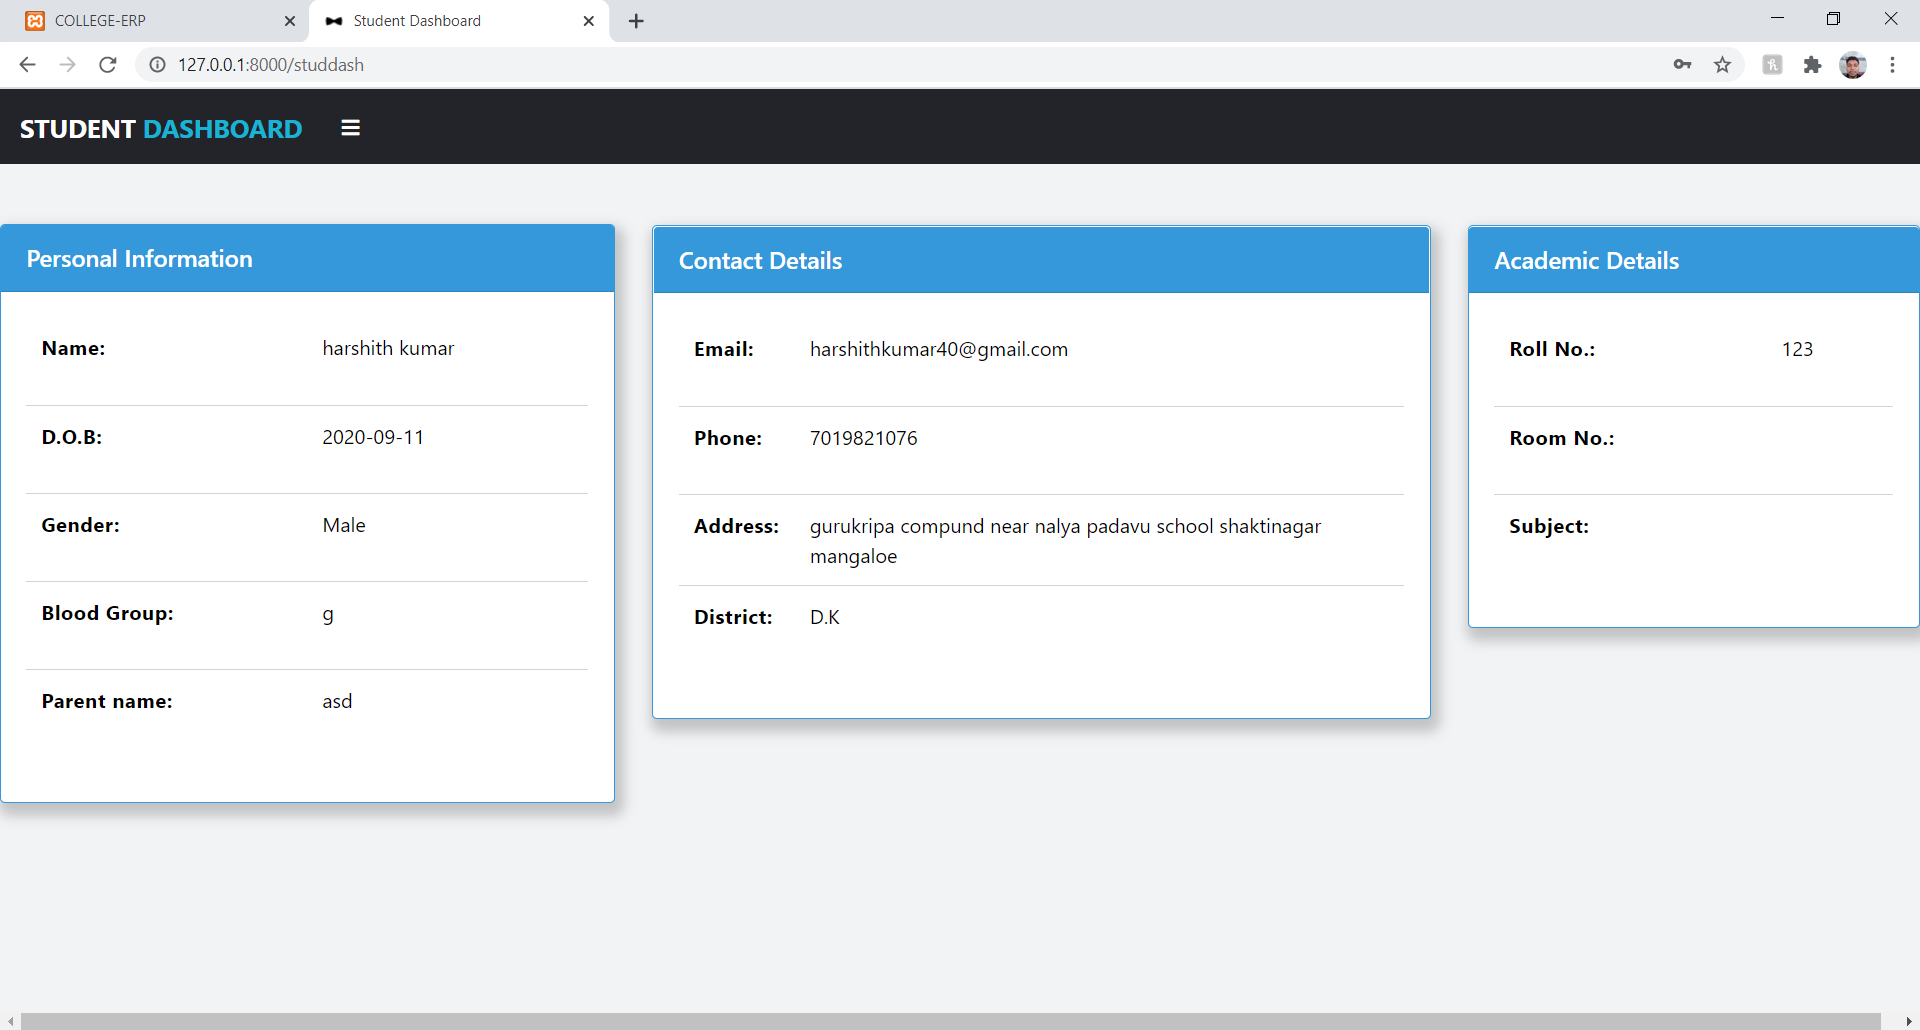 COLLEGE-ERP
Student Dashboard
127.0.0.1:8000/studdash
STUDENT DASHBOARD
Personal Information
Name: harshith kumar
D.O.B: 2020-09-11
Gender: Male
Blood Group: g
Parent name: asd
Contact Details
Email: harshithkumar40@gmail.com
Phone: 7019821076
Address: gurukripa compund near nalya padavu school shaktinagar
mangaloe
District: D.K
Academic Details
Roll No.: 123
Room No.:
Subject: